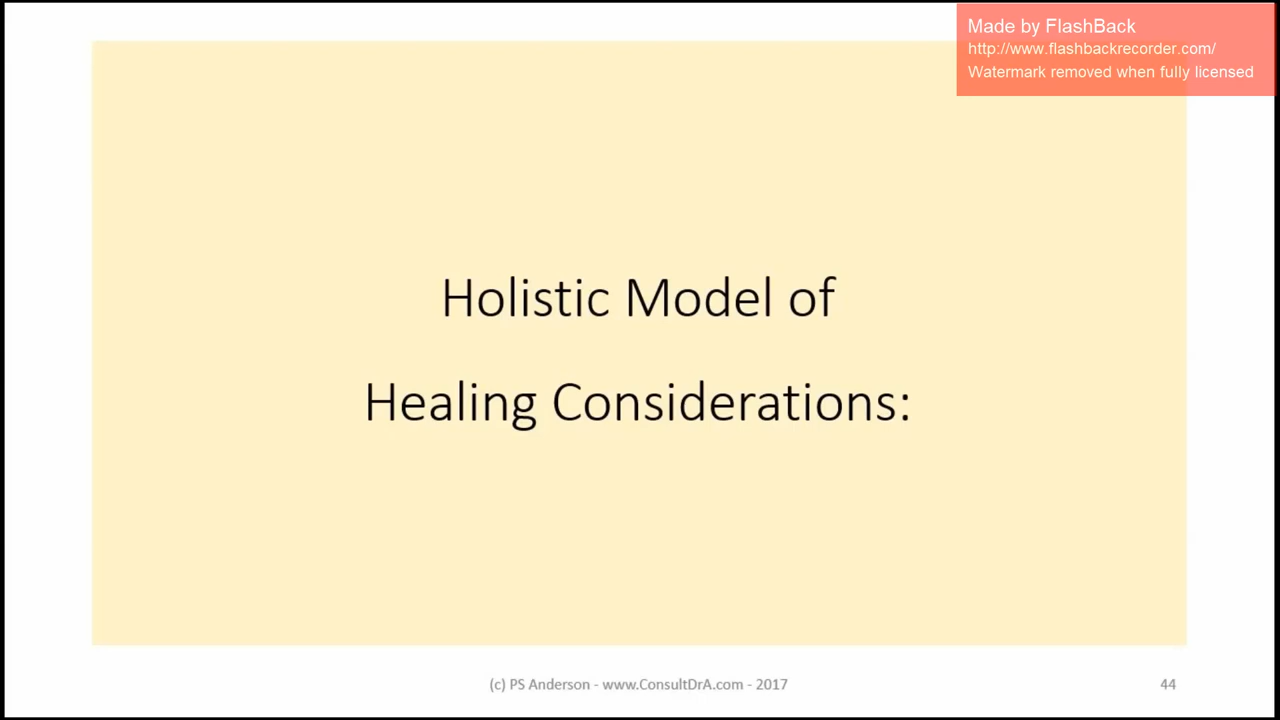 Made by FlashBack
http://www.flashbackrecorder.com/
Watermark removed when fully licensed
Holistic Model of
Healing Considerations:
(c) PS Anderson - www.ConsultDrA.com - 2017
44